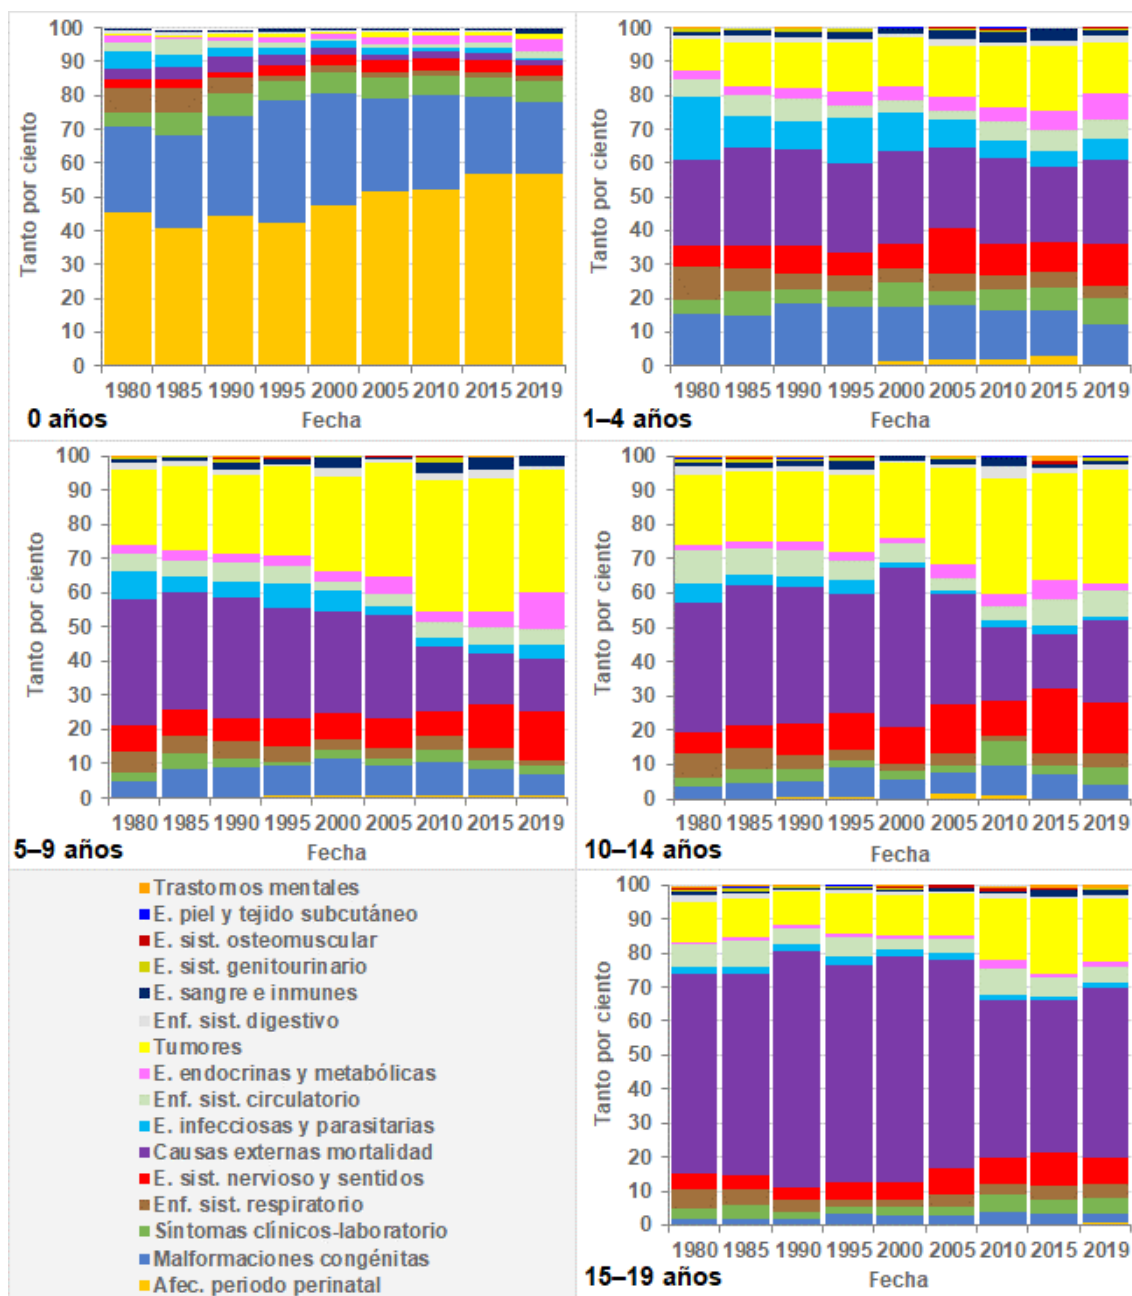 100
90
80
70
60
50
40
30
20
10
0
Tanto por ciento
1980 1985 1990 1995 2000 2005 2010 2015 2019
Fecha
0 años
100
90
80
70
60
50
40
30
20
10
0
Tanto por ciento
1980 1985 1990 1995 2000 2005 2010 2015 2019
Fecha
1–4 años
100
90
80
70
60
50
40
30
20
10
0
Tanto por ciento
1980 1985 1990 1995 2000 2005 2010 2015 2019
Fecha
5–9 años
100
90
80
70
60
50
40
30
20
10
0
Tanto por ciento
1980 1985 1990 1995 2000 2005 2010 2015 2019
Fecha
10–14 años
Trastornos mentales
E. piel y tejido subcutáneo
E. sist. osteomuscular
E. sist. genitourinario
E. sangre e inmunes
Enf. sist. digestivo
Tumores
E. endocrinas y metabólicas
Enf. sist. circulatorio
E. infecciosas y parasitarias
Causas externas mortalidad
E. sist. nervioso y sentidos
Enf. sist. respiratorio
Síntomas clínicos-laboratorio
Malformaciones congénitas
Afec. periodo perinatal
100
90
80
70
60
50
40
30
20
10
0
Tanto por ciento
1980 1985 1990 1995 2000 2005 2010 2015 2019
Fecha
15–19 años